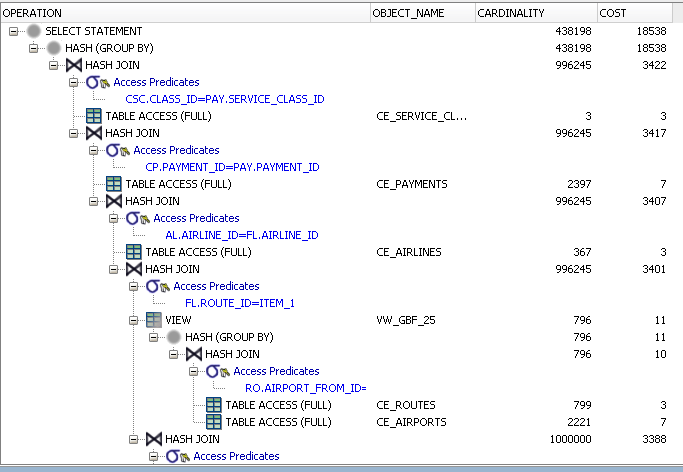 OPERATION OBJECT_NAME CARDINALITY COST
SELECT STATEMENT 438198 18538
HASH (GROUP BY) 438198 18538
HASH JOIN 996245 3422
Access Predicates
CSC.CLASS_ID=PAY.SERVICE_CLASS_ID
TABLE ACCESS (FULL) CE_SERVICE_CL... 3 3
HASH JOIN 996245 3417
Access Predicates
CP.PAYMENT_ID=PAY.PAYMENT_ID
TABLE ACCESS (FULL) CE_PAYMENTS 2397 7
HASH JOIN 996245 3407
Access Predicates
AL.AIRLINE_ID=FL.AIRLINE_ID
TABLE ACCESS (FULL) CE_AIRLINES 367 3
HASH JOIN 996245 3401
Access Predicates
FL.ROUTE_ID=ITEM_1
VIEW VW_GBF_25 796 11
HASH (GROUP BY) 796 11
HASH JOIN 796 10
Access Predicates
RO.AIRPORT_FROM_ID=
TABLE ACCESS (FULL) CE_ROUTES 799 3
TABLE ACCESS (FULL) CE_AIRPORTS 2221 7
HASH JOIN 1000000 3388
Access Predicates